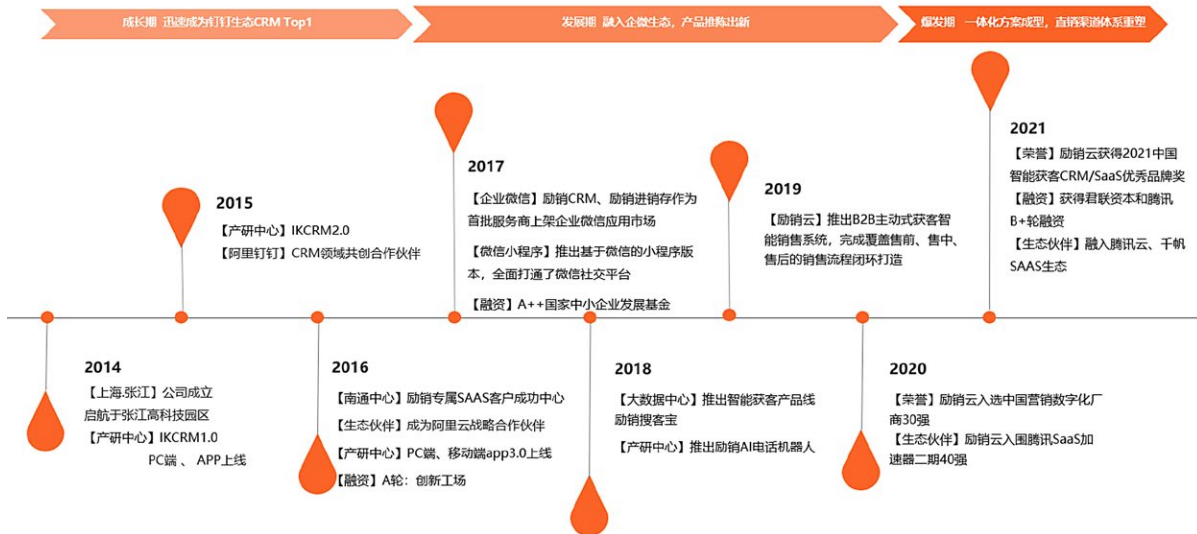 成长期 迅速成为钉钉生态CRM Top1
发展期 融入企微生态，产品推陈出新
爆发期 一体化方案成型，直销渠道体系重塑
2014
【上海.张江】公司成立
启航于张江高科技园区
【产研中心】IKCRM1.0
PC端 、 APP上线
2015
【产研中心】IKCRM2.0
【阿里钉钉】CRM领域共创合作伙伴
2016
【南通中心】励销专属SAAS客户成功中心
【生态伙伴】成为阿里云战略合作伙伴
【产研中心】PC端、移动端app3.0上线
【融资】A轮：创新工场
2017
【企业微信】励销CRM、励销进销存作为
首批服务商上架企业微信应用市场
【微信小程序】推出基于微信的小程序版
本，全面打通了微信社交平台
【融资】A++国家中小企业发展基金
2018
【大数据中心】推出智能获客产品线
励销搜客宝
【产研中心】推出励销AI电话机器人
2019
【励销云】推出B2B主动式获客智
能销售系统，完成覆盖售前、售中、
售后的销售流程闭环打造
2020
【荣誉】励销云入选中国营销数字化厂
商30强
【生态伙伴】励销云入围腾讯SaaS加
速器二期40强
2021
【荣誉】励销云获得2021中国
智能获客CRM/SaaS优秀品牌奖
【融资】获得君联资本和腾讯
B+轮融资
【生态伙伴】融入腾讯云、千帆
SAAS生态